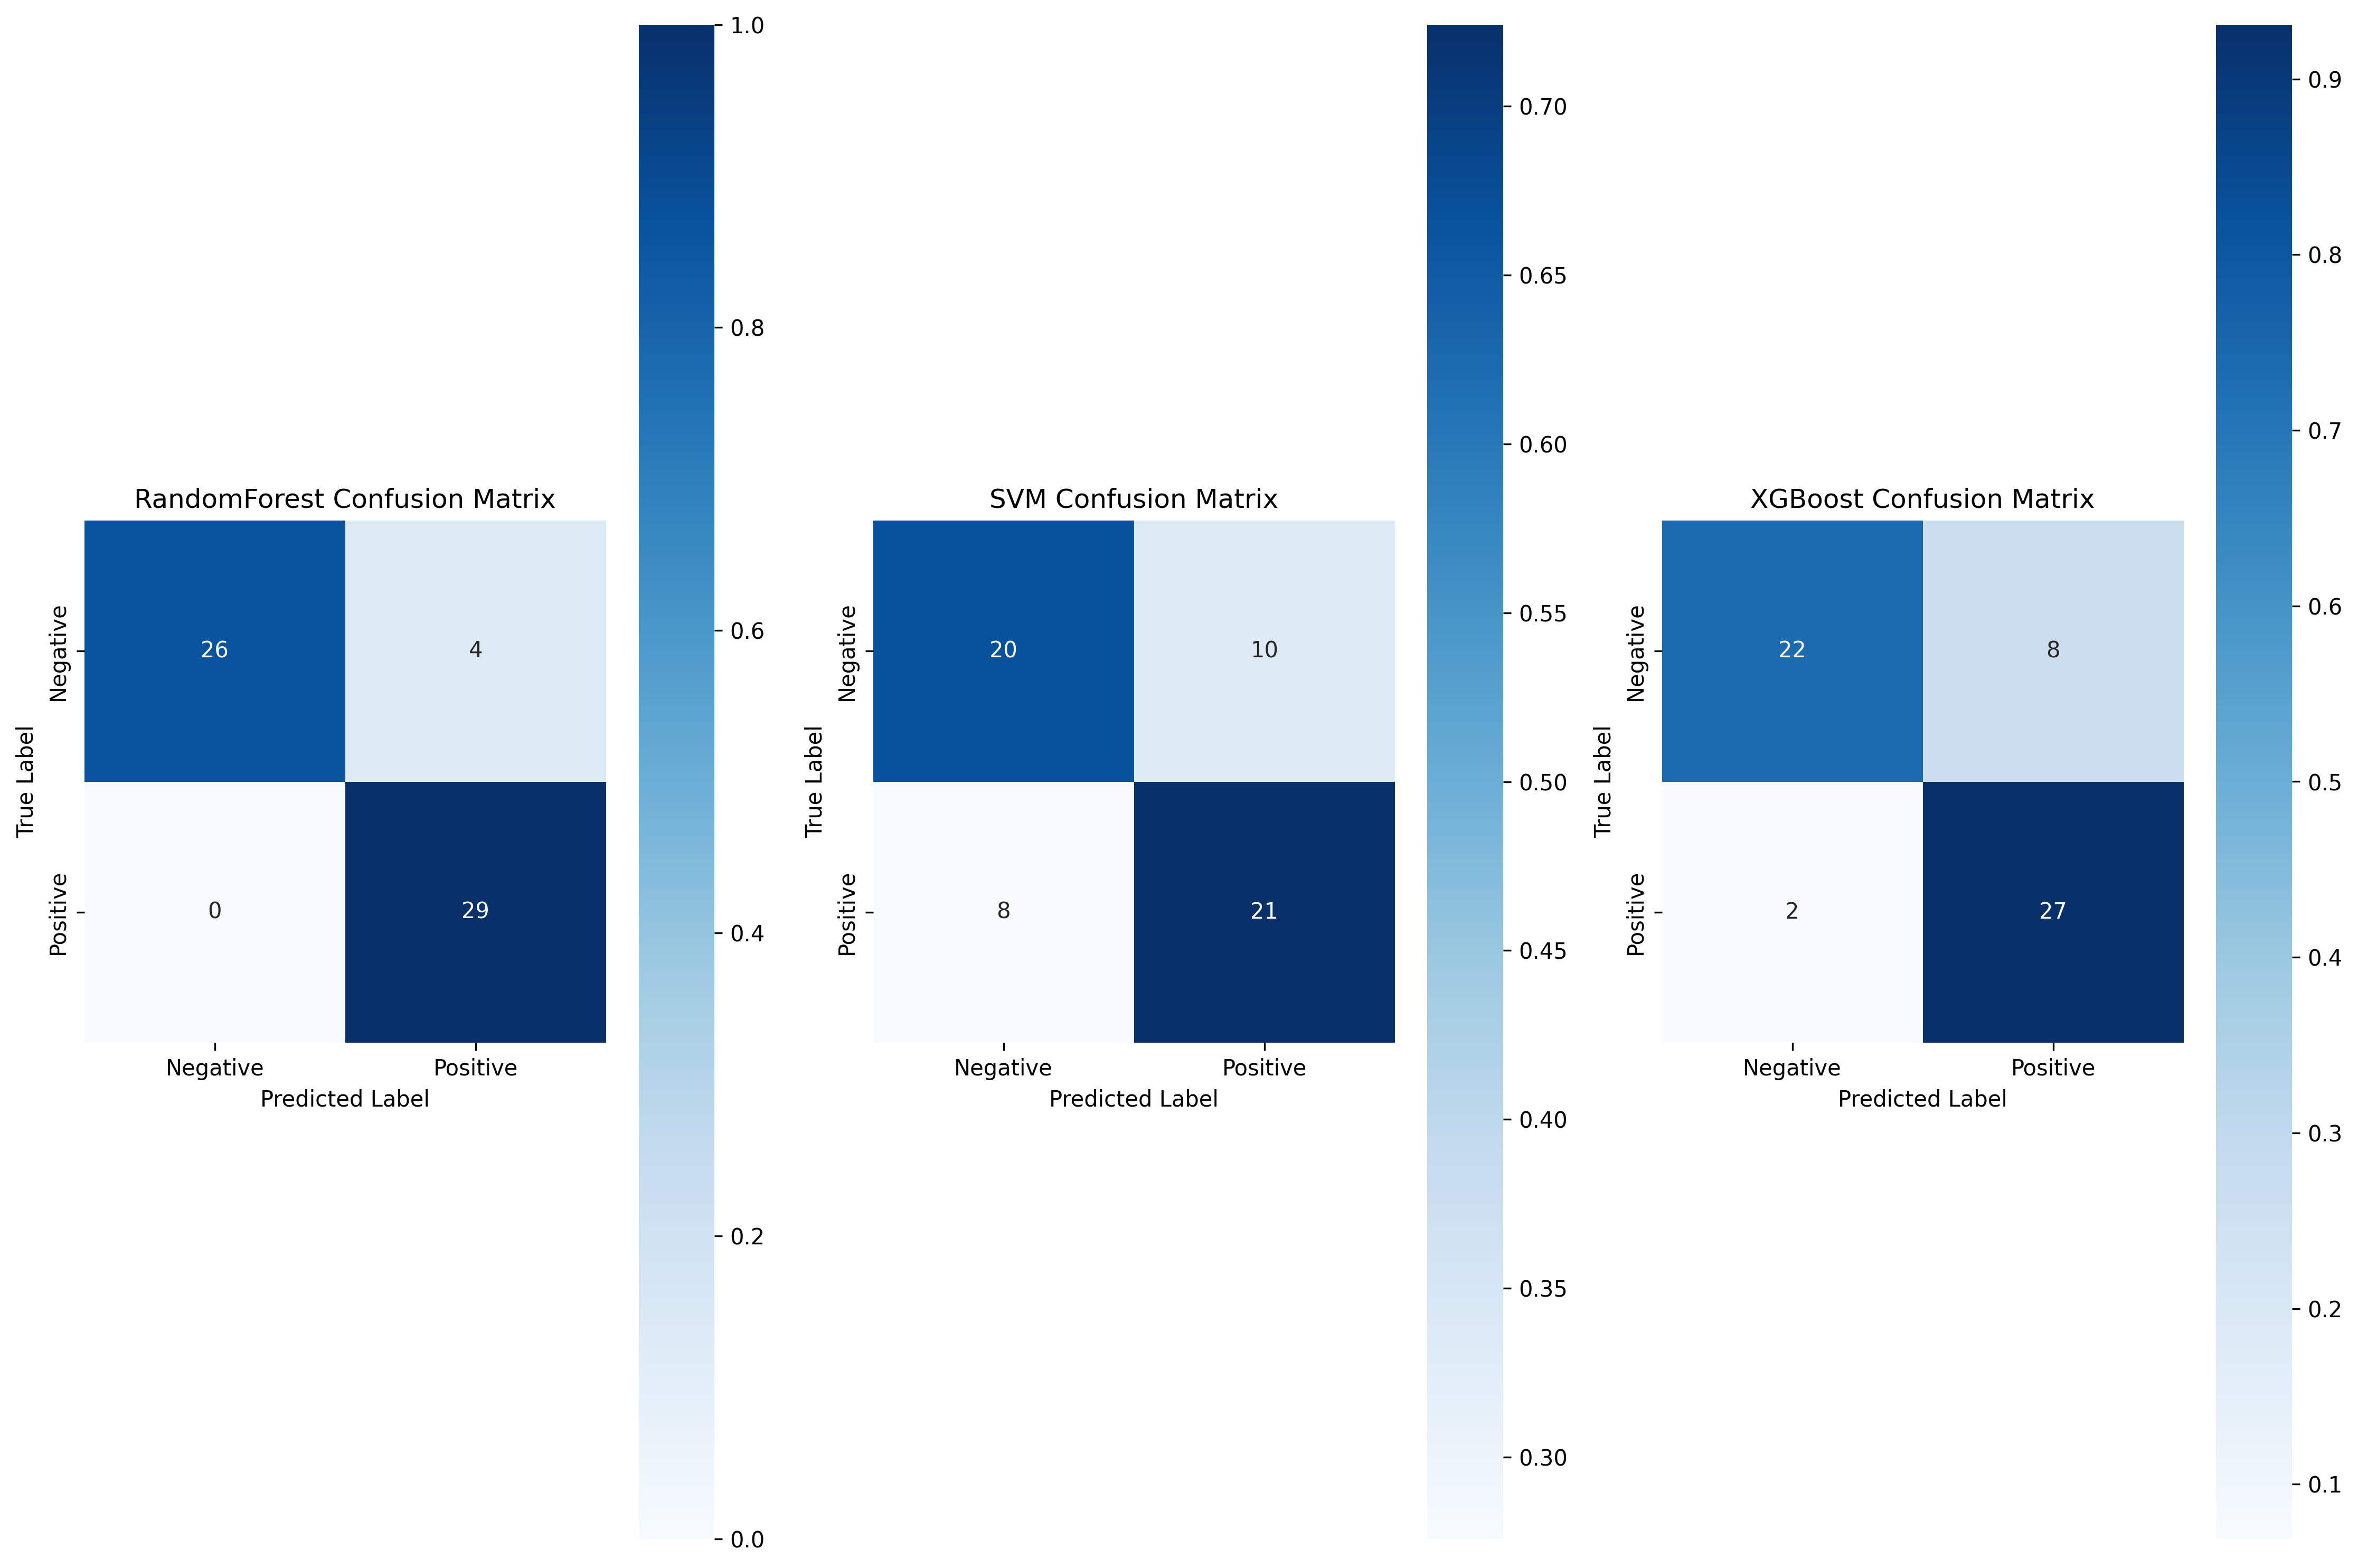 RandomForest Confusion Matrix
True Label
Negative
Positive
26
4
0
29
Negative
Positive
Predicted Label
1.0
0.8
0.6
0.4
0.2
0.0
SVM Confusion Matrix
True Label
Negative
Positive
20
10
8
21
Negative
Positive
Predicted Label
0.70
0.65
0.60
0.55
0.50
0.45
0.40
0.35
0.30
XGBoost Confusion Matrix
True Label
Negative
Positive
22
8
2
27
Negative
Positive
Predicted Label
0.9
0.8
0.7
0.6
0.5
0.4
0.3
0.2
0.1